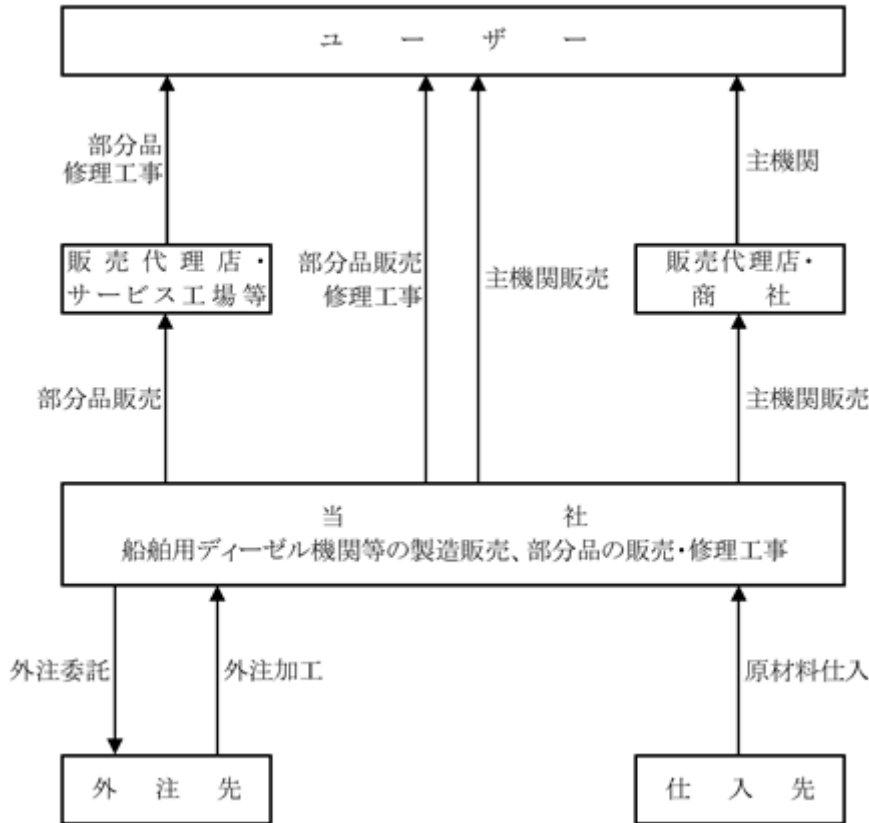 ユーザー
部分品
修理工事
主機関
販売代理店・
サービス工場等
部分品販売
修理工事
主機関販売
販売代理店・
商社
部分品販売
主機関販売
当社
船舶用ディーゼル機関等の製造販売、部分品の販売・修理工事
外注委託
外注加工
原材料仕入
外注先
仕入先